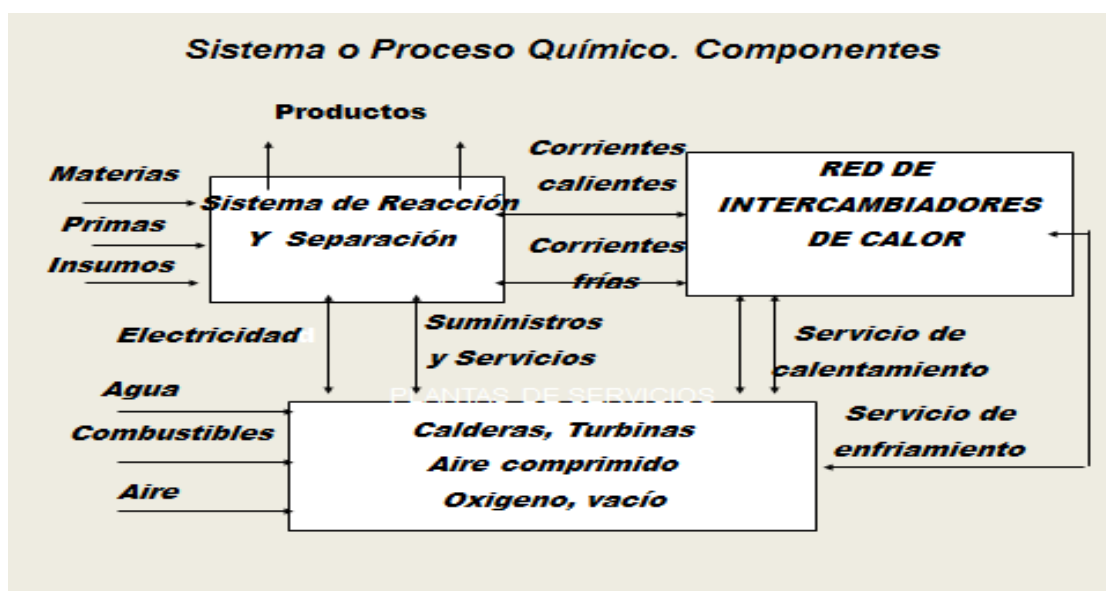 Sistema o Proceso Químico. Componentes
Productos
Materias
Primas
Insumos
Sistema de Reacción
Y Separación
Corrientes
calientes
Corrientes
frías
RED DE
INTERCAMBIADORES
DE CALOR
Electricidad
Suministros
y Servicios
Servicio de
calentamiento
Servicio de
enfriamiento
Agua
Combustibles
Aire
PLANTAS DE SERVICIOS
Calderas, Turbinas
Aire comprimido
Oxigeno, vacío